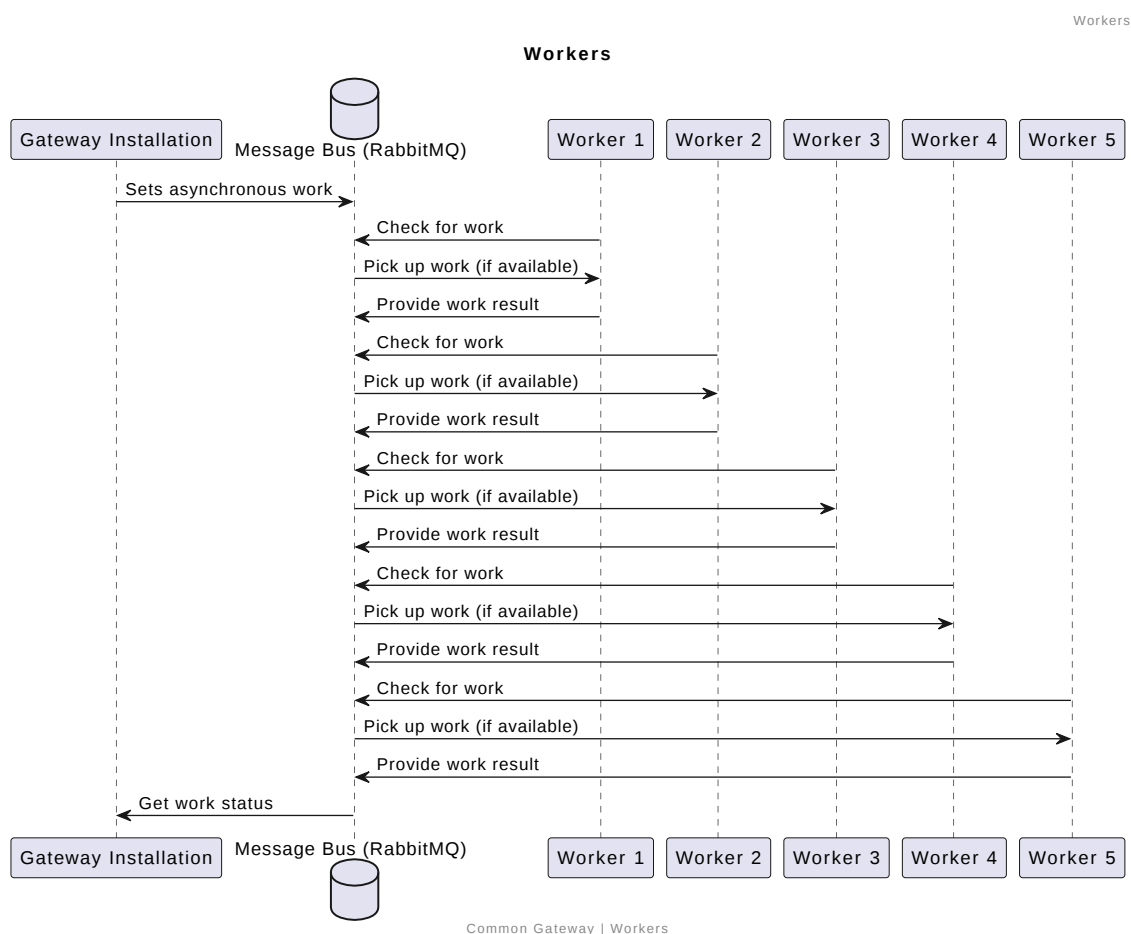 Workers
Workers
Gateway Installation Message Bus (RabbitMQ) Worker 1 Worker 2 Worker 3 Worker 4 Worker 5
Sets asynchronous work
Check for work
Pick up work (if available)
Provide work result
Check for work
Pick up work (if available)
Provide work result
Check for work
Pick up work (if available)
Provide work result
Check for work
Pick up work (if available)
Provide work result
Check for work
Pick up work (if available)
Provide work result
Get work status
Gateway Installation Message Bus (RabbitMQ) Worker 1 Worker 2 Worker 3 Worker 4 Worker 5
Common Gateway | Workers